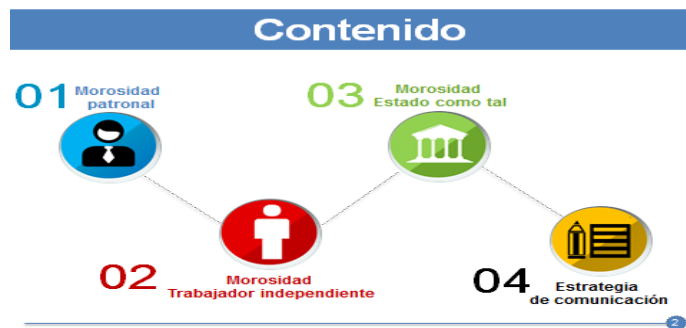 Contenido
01 Morosidad
patronal
02 Morosidad
Trabajador independiente
03 Morosidad
Estado como tal
04 Estrategia
de comunicación
2